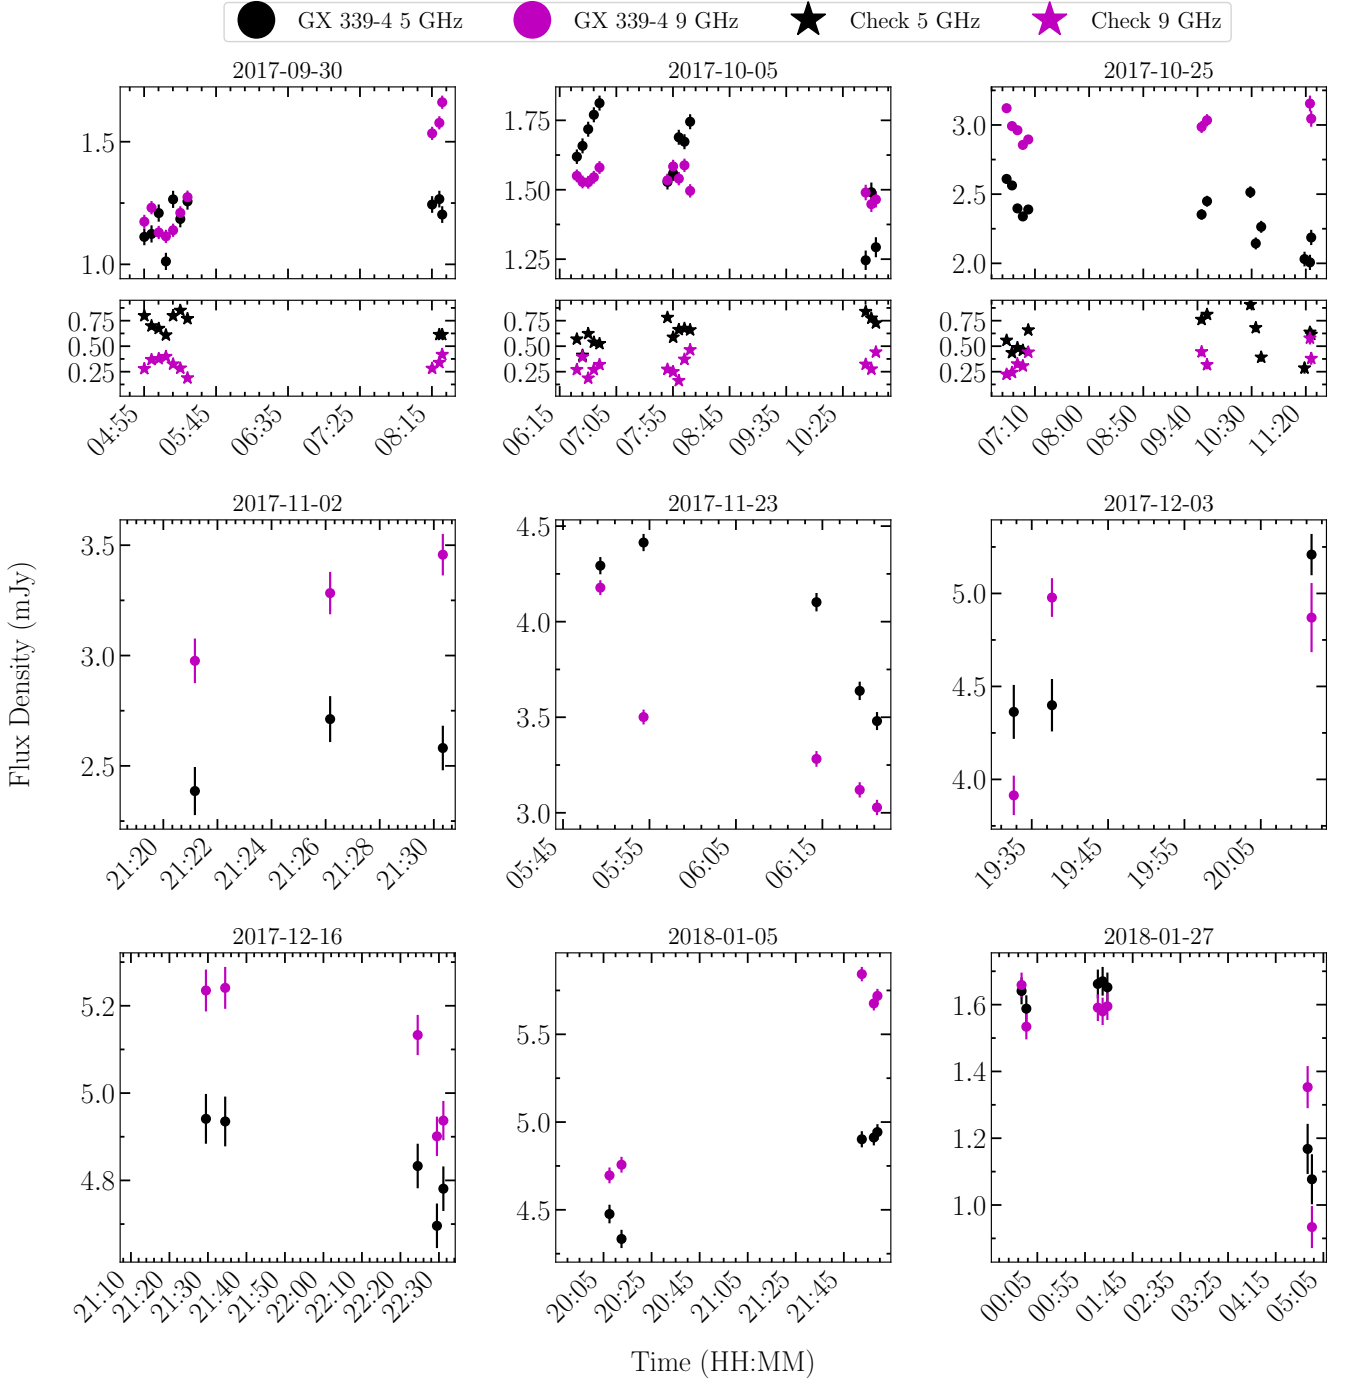 GX 339-4 5 GHz GX 339-4 9 GHz Check 5 GHz Check 9 GHz
2017-09-30 2017-10-05 2017-10-25
1.5
1.0
1.75
1.50
1.25
3.0
2.5
2.0
0.75
0.50
0.25
0.75
0.50
0.25
0.75
0.50
0.25
04:55 05:45 06:35 07:25 08:15
06:15 07:05 07:55 08:45 09:35 10:25
07:10 08:00 08:50 09:40 10:30 11:20
Flux Density (mJy)
2017-11-02 2017-11-23 2017-12-03
3.5
3.0
2.5
4.5
4.0
3.5
3.0
5.0
4.5
4.0
21:20 21:22 21:24 21:26 21:28 21:30
05:45 05:55 06:05 06:15
19:35 19:45 19:55 20:05
2017-12-16 2018-01-05 2018-01-27
5.2
5.0
4.8
5.5
5.0
4.5
1.6
1.4
1.2
1.0
21:10 21:20 21:30 21:40 21:50 22:00 22:10 22:20 22:30
20:05 20:25 20:45 21:05 21:25 21:45
00:05 00:55 01:45 02:35 03:25 04:15 05:05
Time (HH:MM)